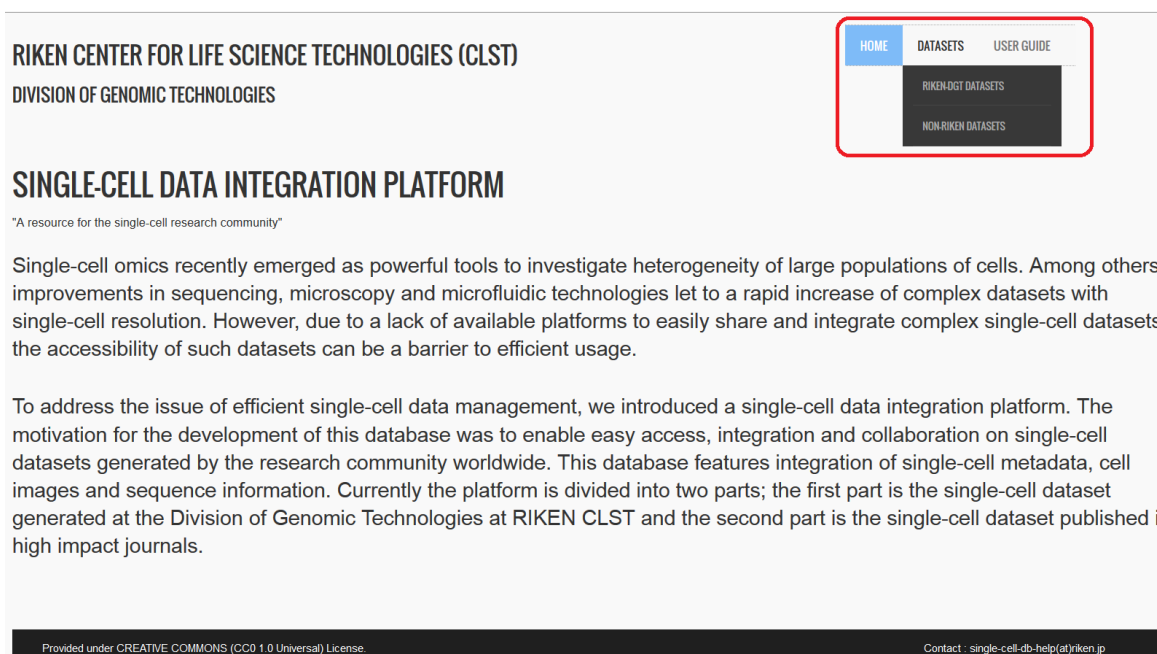 RIKEN CENTER FOR LIFE SCIENCE TECHNOLOGIES (CLST)
DIVISION OF GENOMIC TECHNOLOGIES
HOME DATASETS USER GUIDE
RIKEN-DGT DATASETS
NON-RIKEN DATASETS
SINGLE-CELL DATA INTEGRATION PLATFORM
"A resource for the single-cell research community"
Single-cell omics recently emerged as powerful tools to investigate heterogeneity of large populations of cells. Among others
improvements in sequencing, microscopy and microfluidic technologies let to a rapid increase of complex datasets with
single-cell resolution. However, due to a lack of available platforms to easily share and integrate complex single-cell datasets
the accessibility of such datasets can be a barrier to efficient usage.
To address the issue of efficient single-cell data management, we introduced a single-cell data integration platform. The
motivation for the development of this database was to enable easy access, integration and collaboration on single-cell
datasets generated by the research community worldwide. This database features integration of single-cell metadata, cell
images and sequence information. Currently the platform is divided into two parts; the first part is the single-cell dataset
generated at the Division of Genomic Technologies at RIKEN CLST and the second part is the single-cell dataset published
high impact journals.
Provided under CREATIVE COMMONS (CC0 1.0 Universal) License. Contact : single-cell-db-help(at)riken.jp